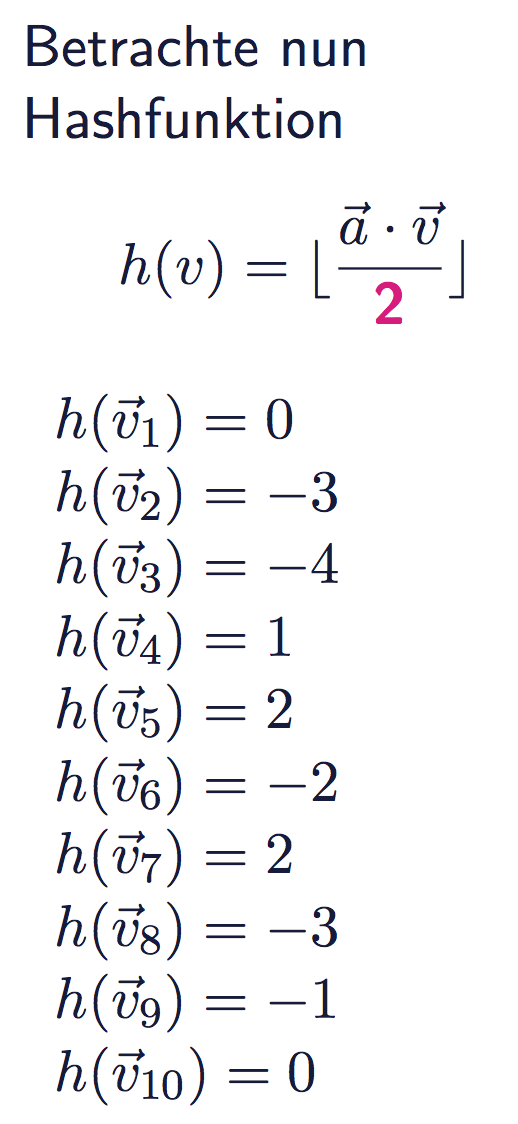 Betrachte nun
Hashfunktion
h(v) = ⌊(a⃗ · v⃗)/2⌋
h(v⃗₁) = 0
h(v⃗₂) = −3
h(v⃗₃) = −4
h(v⃗₄) = 1
h(v⃗₅) = 2
h(v⃗₆) = −2
h(v⃗₇) = 2
h(v⃗₈) = −3
h(v⃗₉) = −1
h(v⃗₁₀) = 0